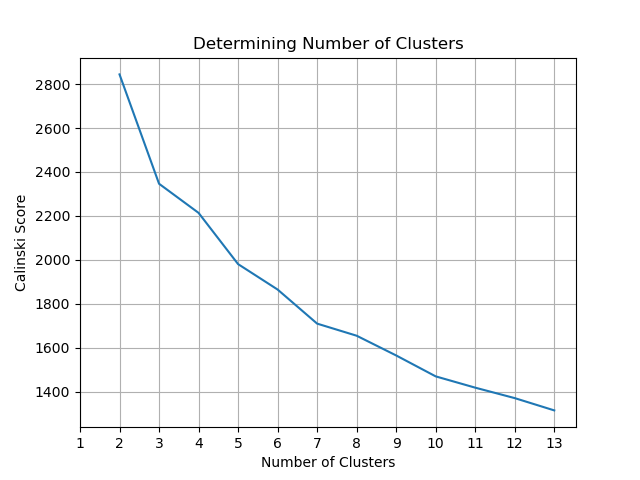 Determining Number of Clusters
Calinski Score
2800
2600
2400
2200
2000
1800
1600
1400
1 2 3 4 5 6 7 8 9 10 11 12 13
Number of Clusters